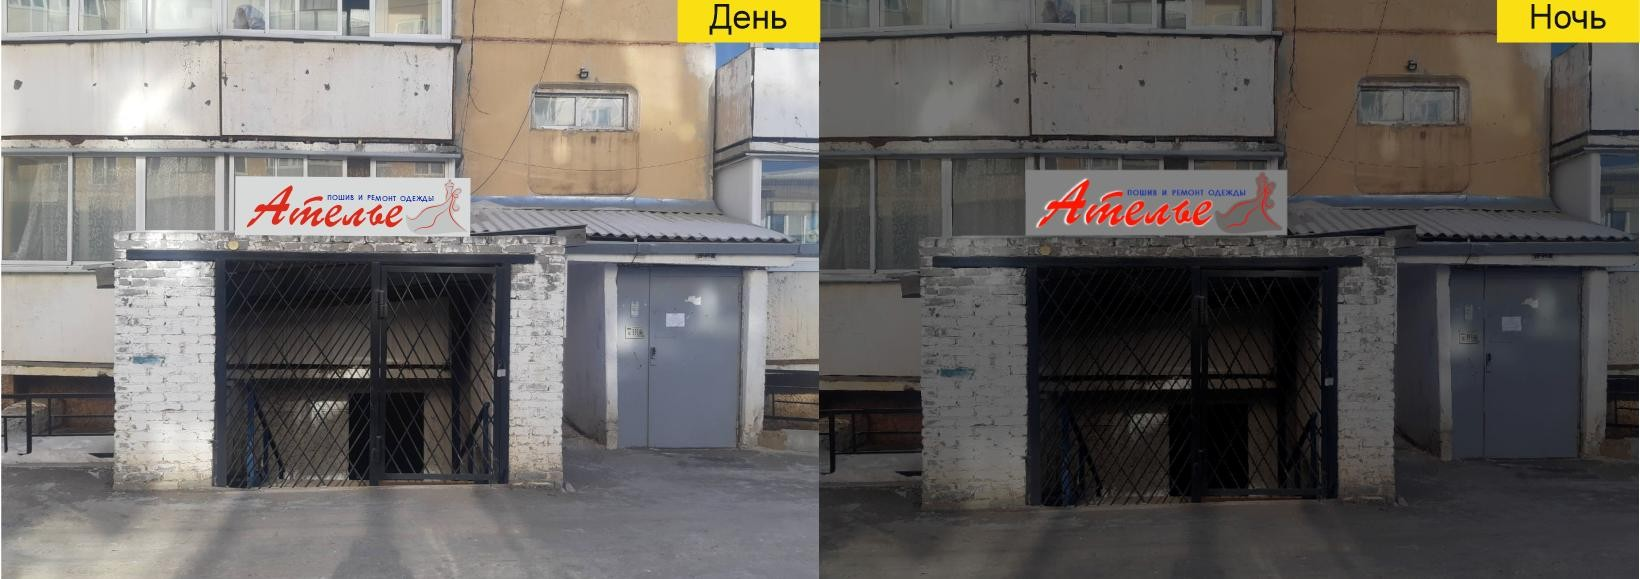 День
ПОШИВ И РЕМОНТ ОДЕЖДЫ
Ателье
Ночь
ПОШИВ И РЕМОНТ ОДЕЖДЫ
Ателье